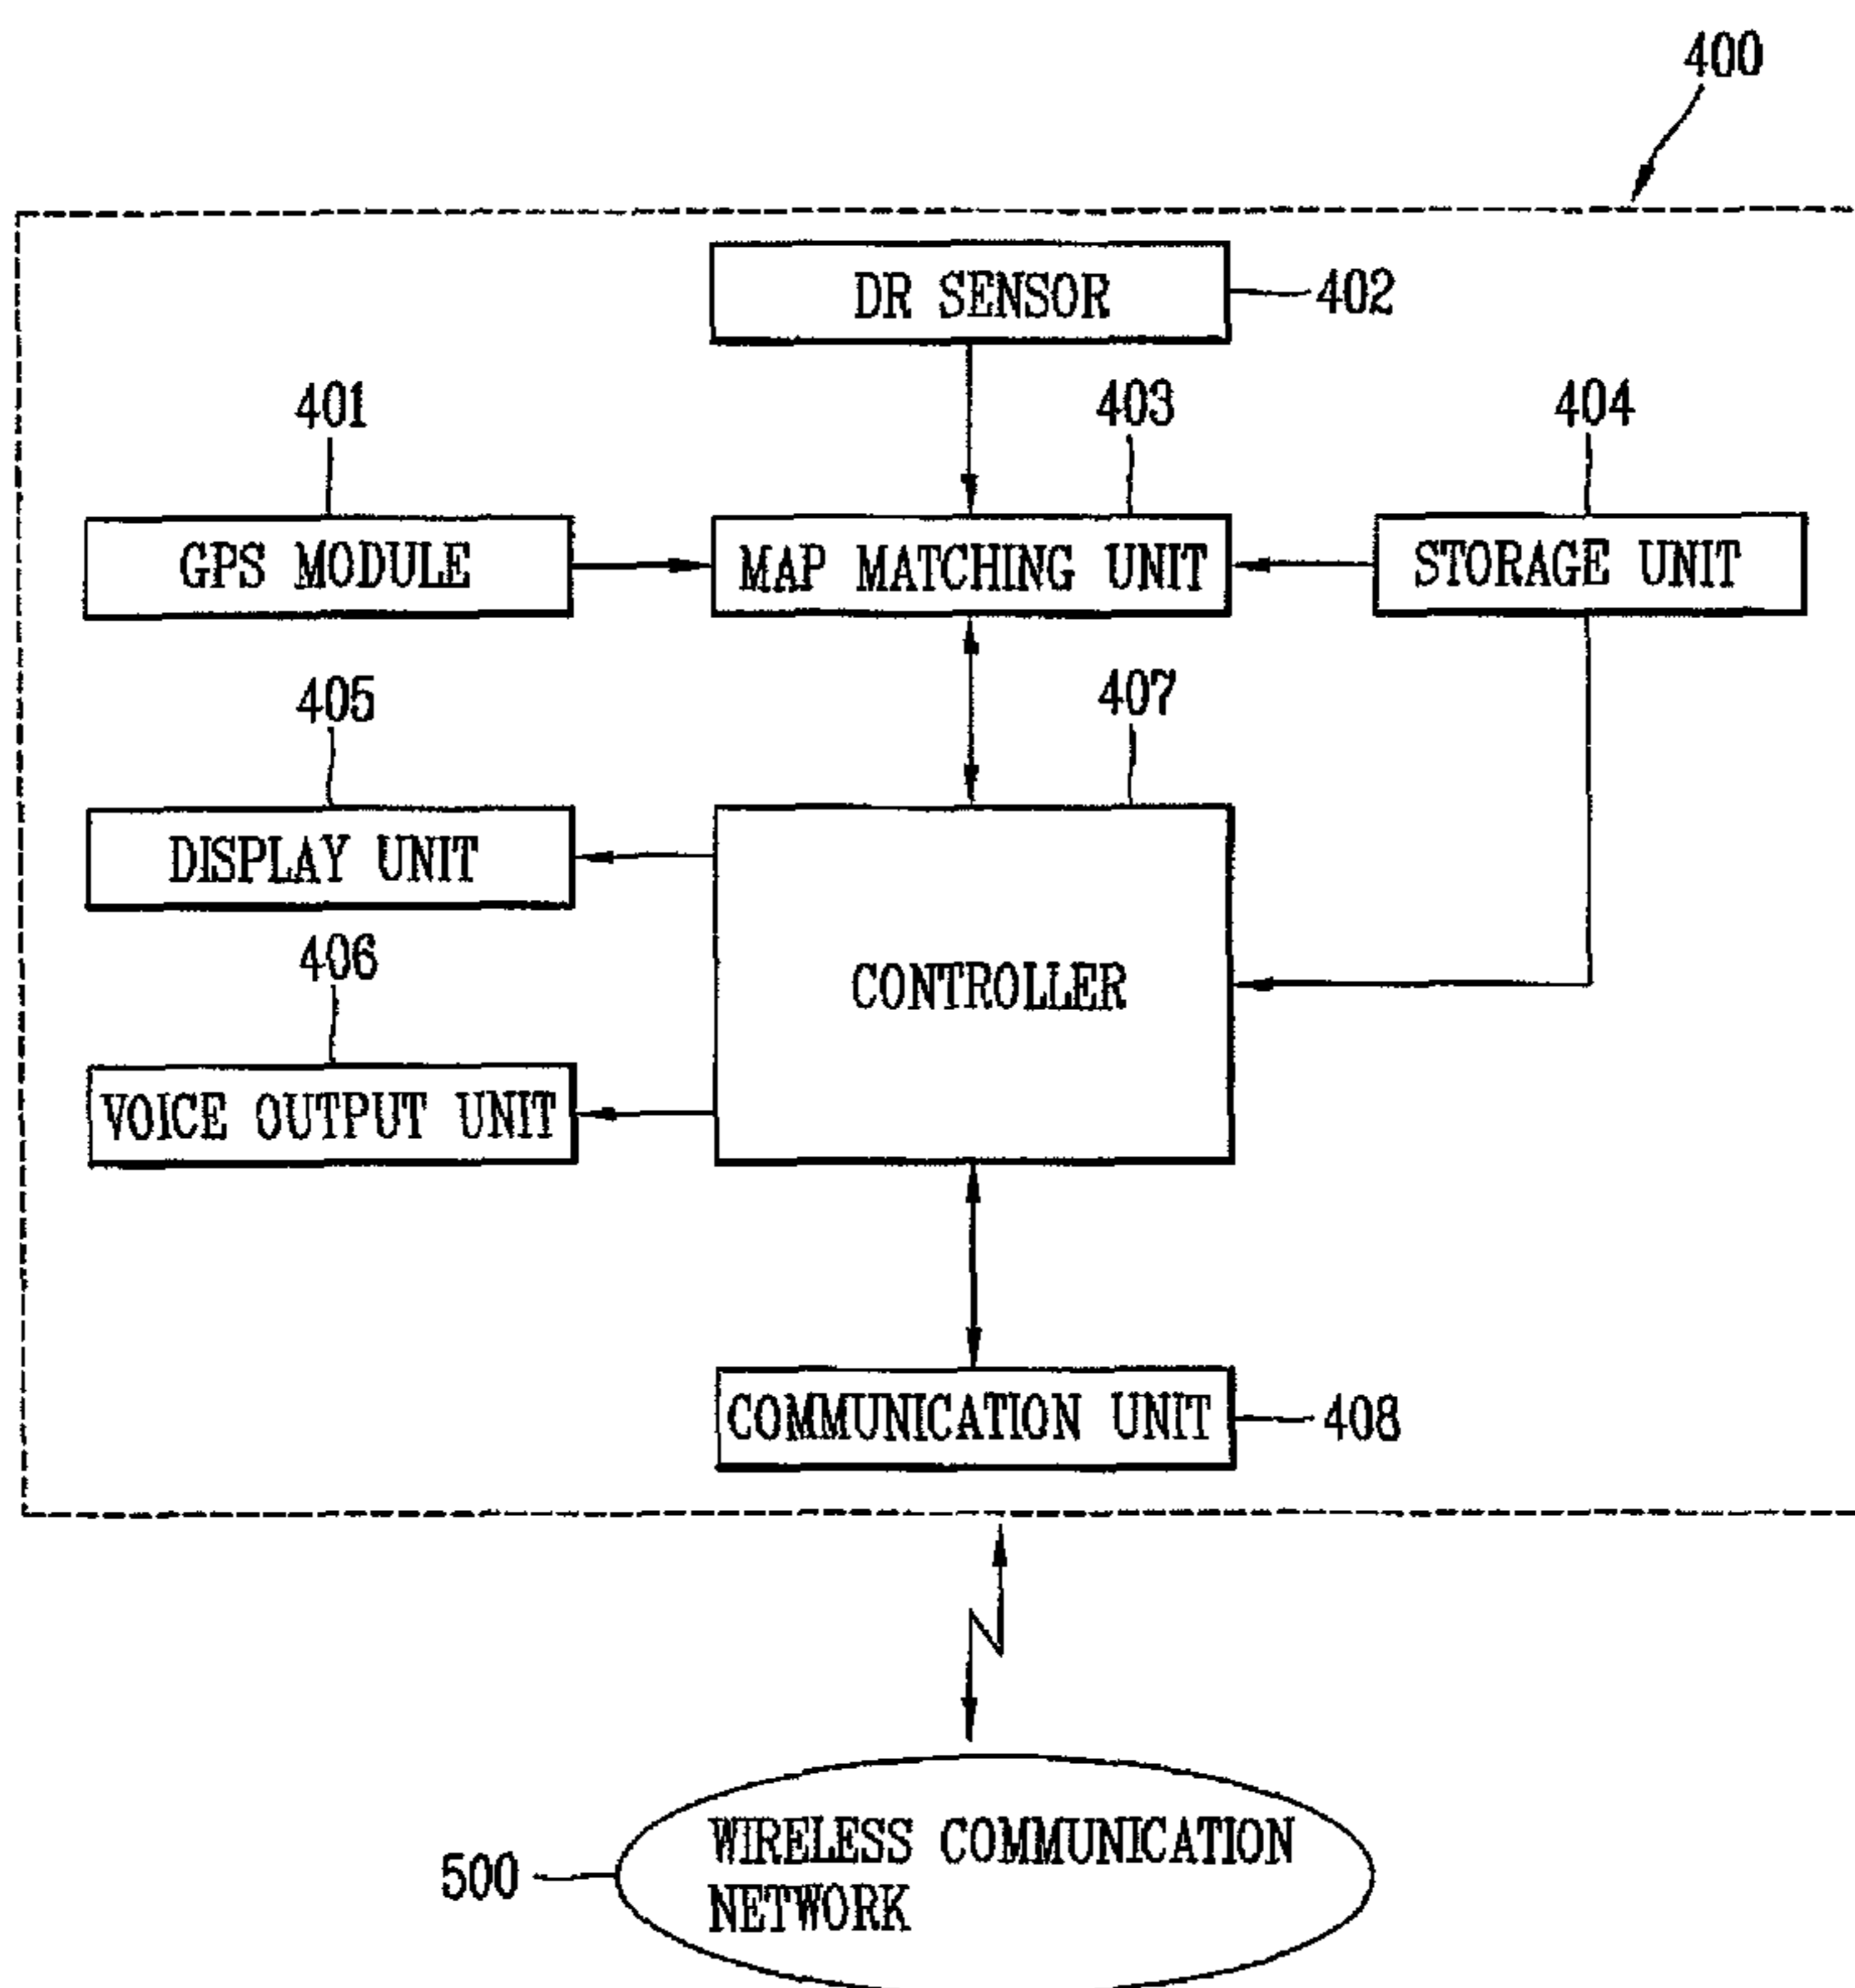 400
DR SENSOR
402
401
403
404
GPS MODULE
MAP MATCHING UNIT
STORAGE UNIT
405
407
DISPLAY UNIT
406
CONTROLLER
VOICE OUTPUT UNIT
COMMUNICATION UNIT
408
500
WIRELESS COMMUNICATION
NETWORK